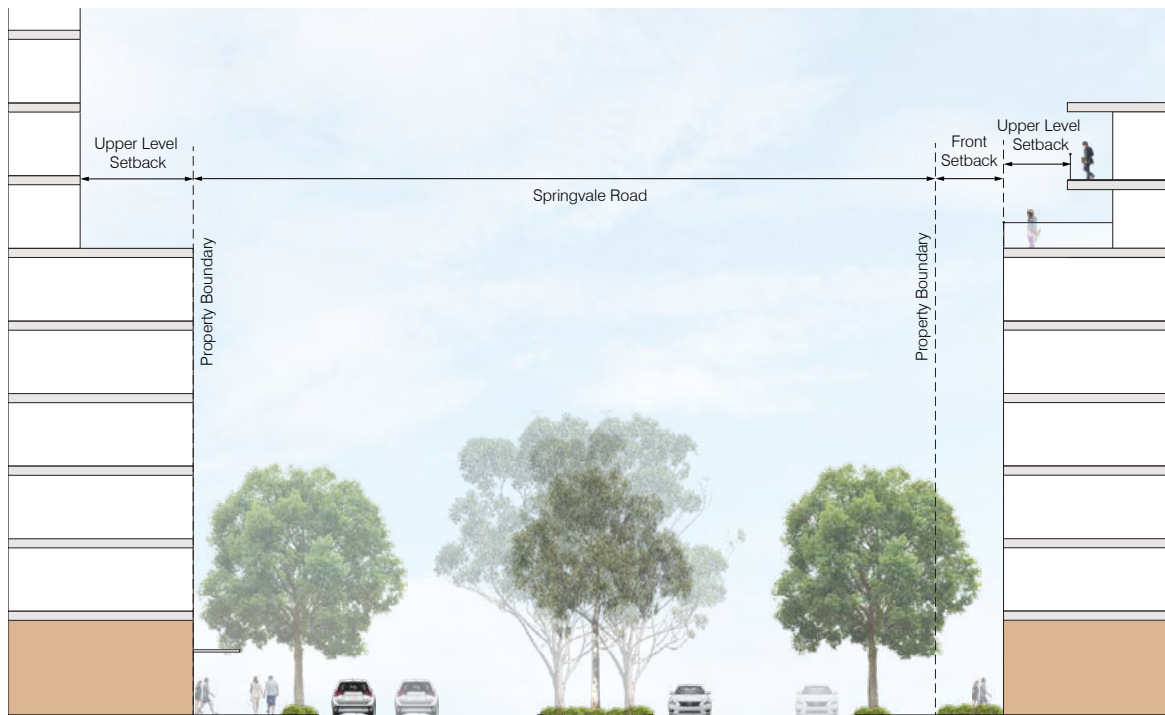 Upper Level
Setback
Springvale Road
Front
Setback
Upper Level
Setback
Property Boundary
Property Boundary